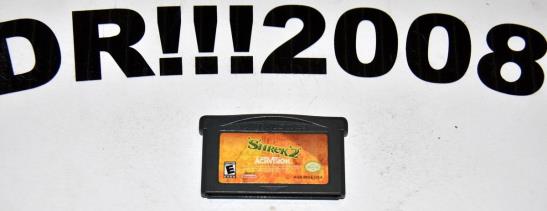 DR!!!2008
SHREK 2
ACTIVISION
E